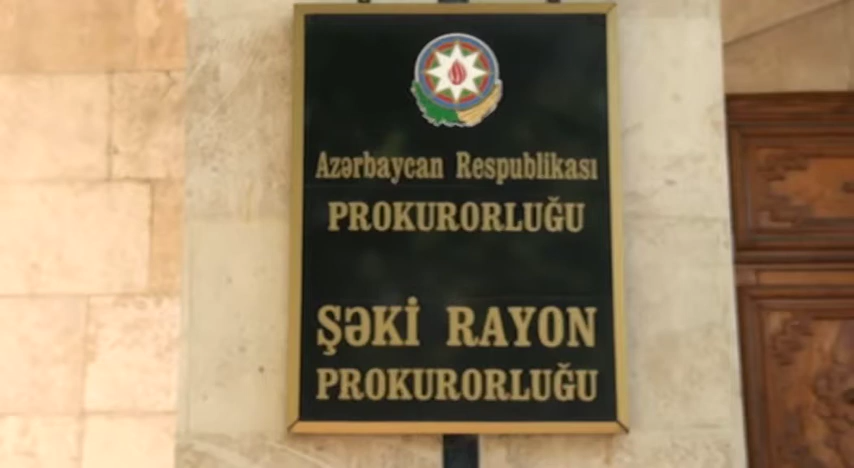 Azərbaycan Respublikası
PROKURORLUĞU
ŞƏKİ RAYON
PROKURORLUĞU